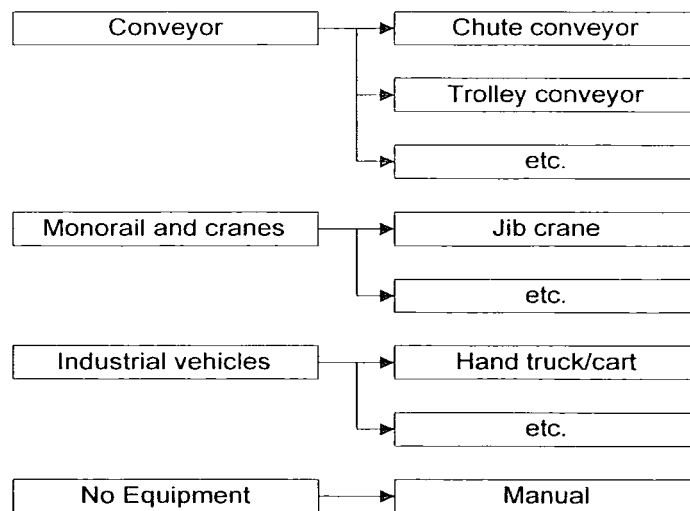 Conveyor
Chute conveyor
Trolley conveyor
etc.
Monorail and cranes
Jib crane
etc.
Industrial vehicles
Hand truck/cart
etc.
No Equipment
Manual